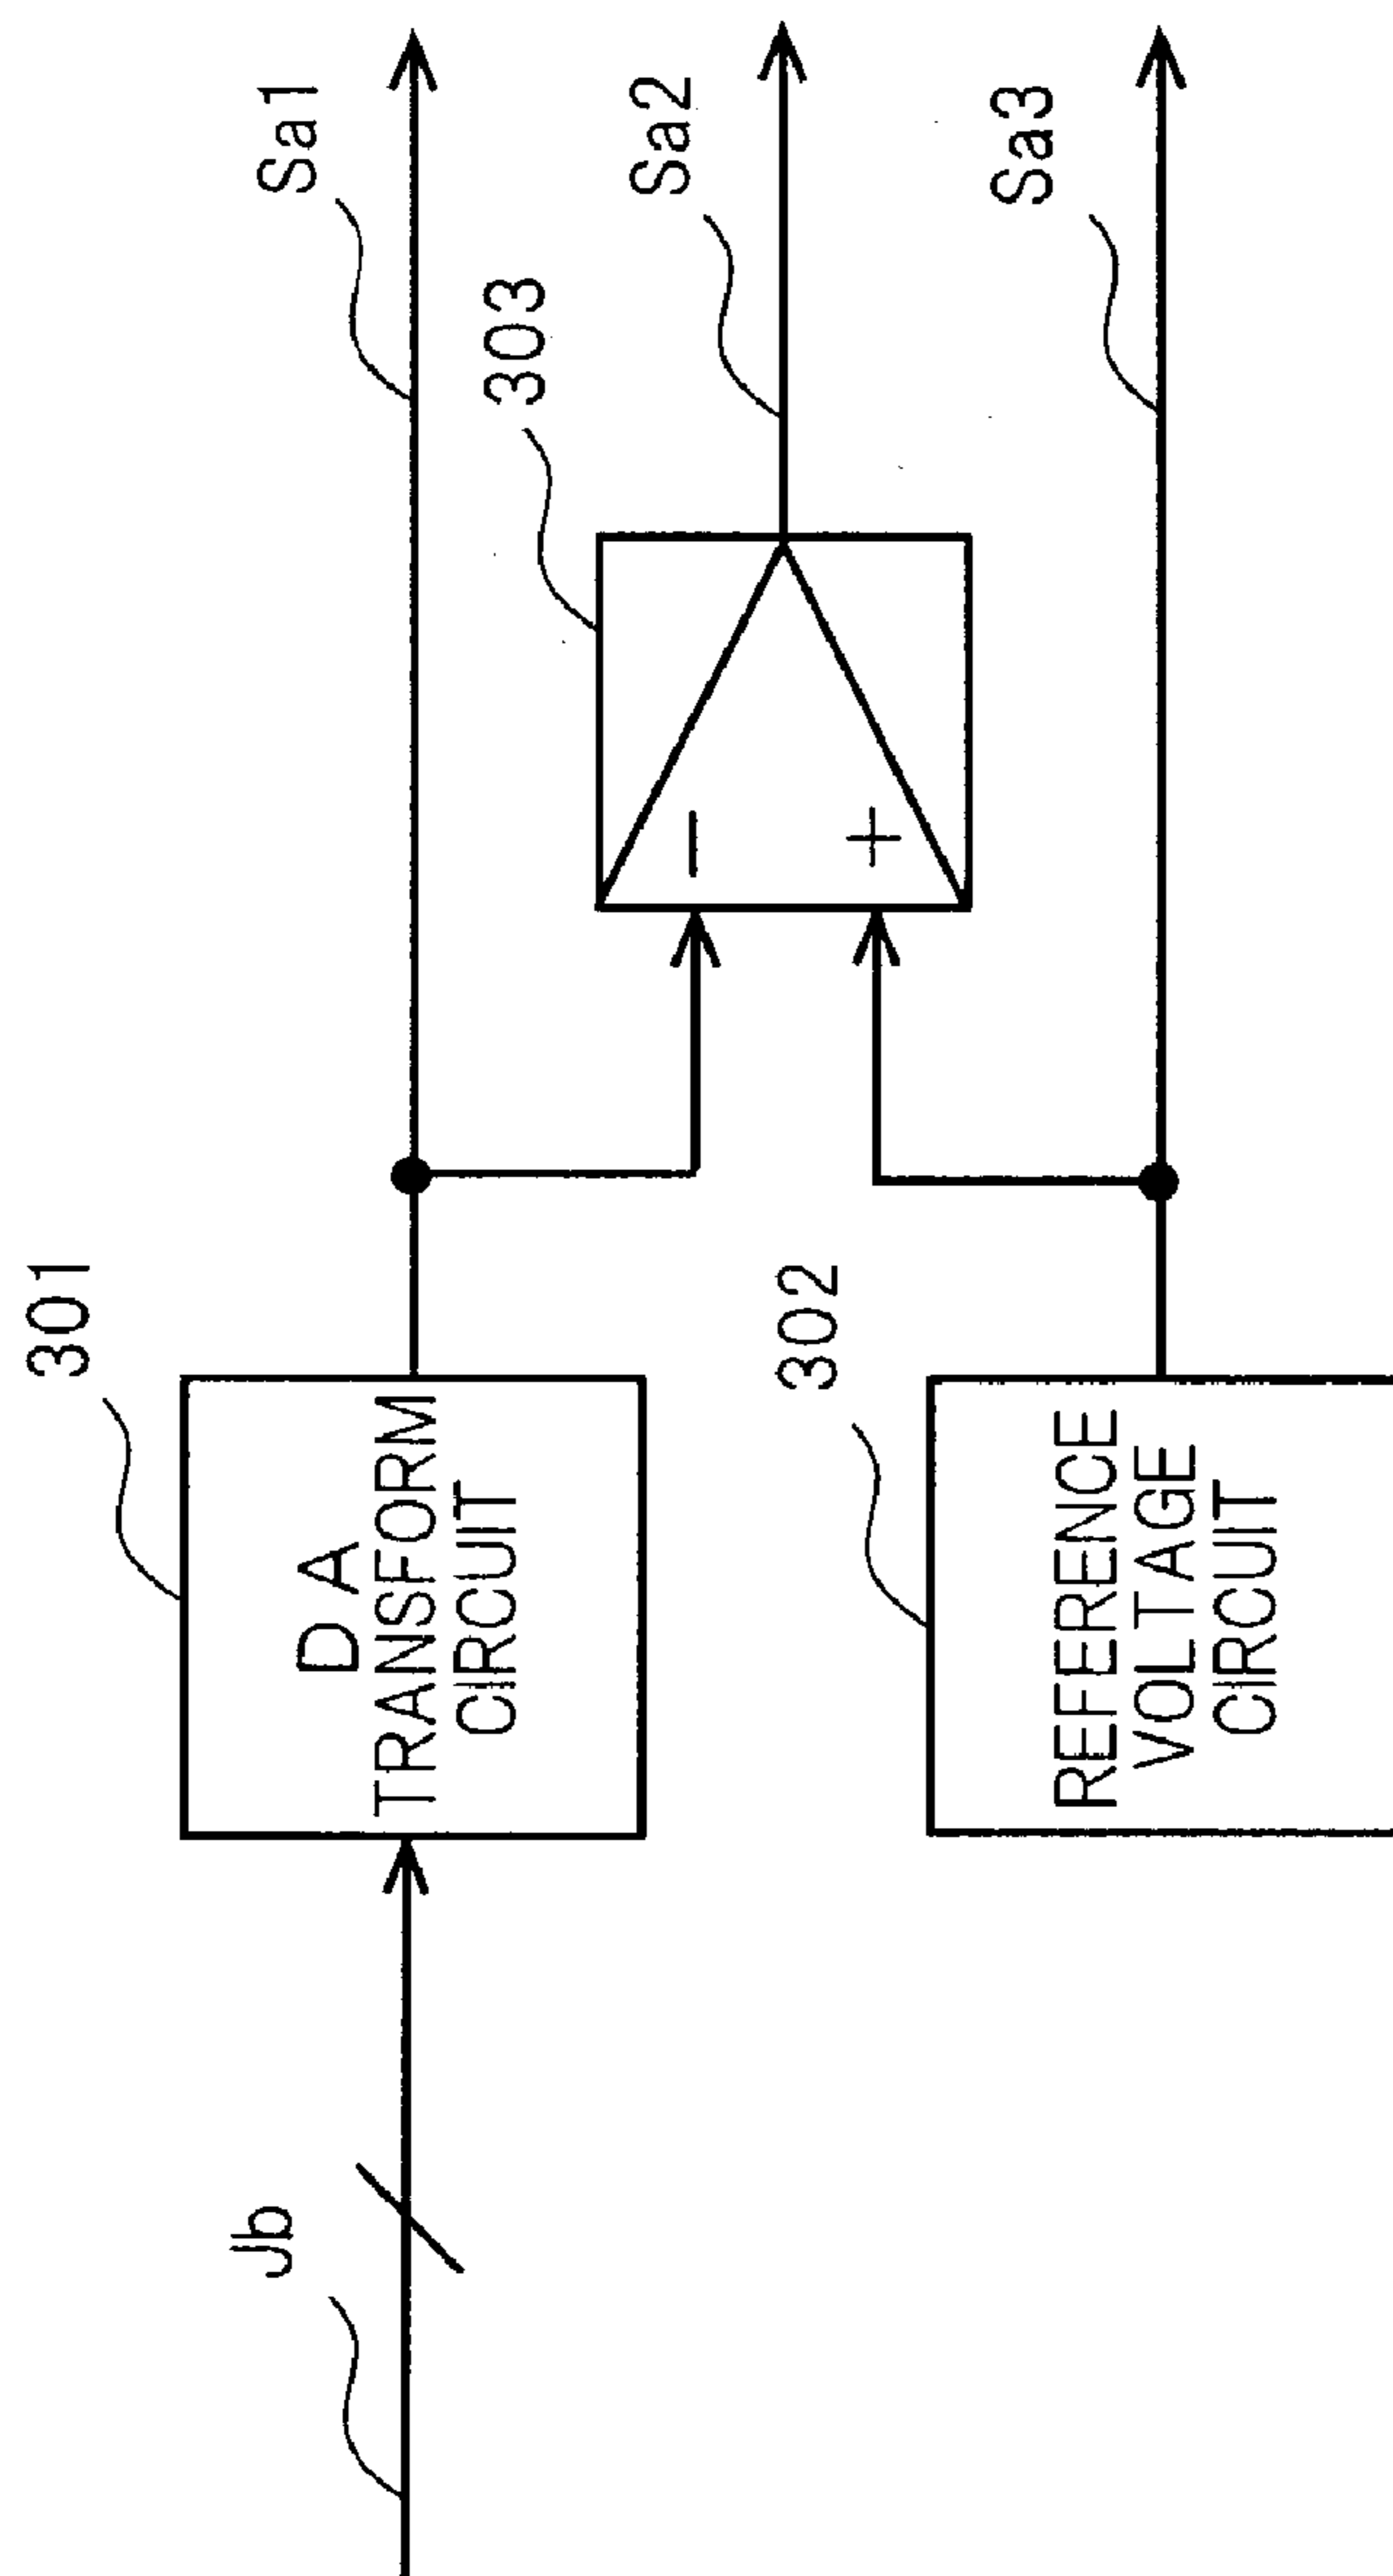 Jb
301
D A
TRANSFORM
CIRCUIT
Sa1
303
−
+
Sa2
302
REFERENCE
VOLTAGE
CIRCUIT
Sa3